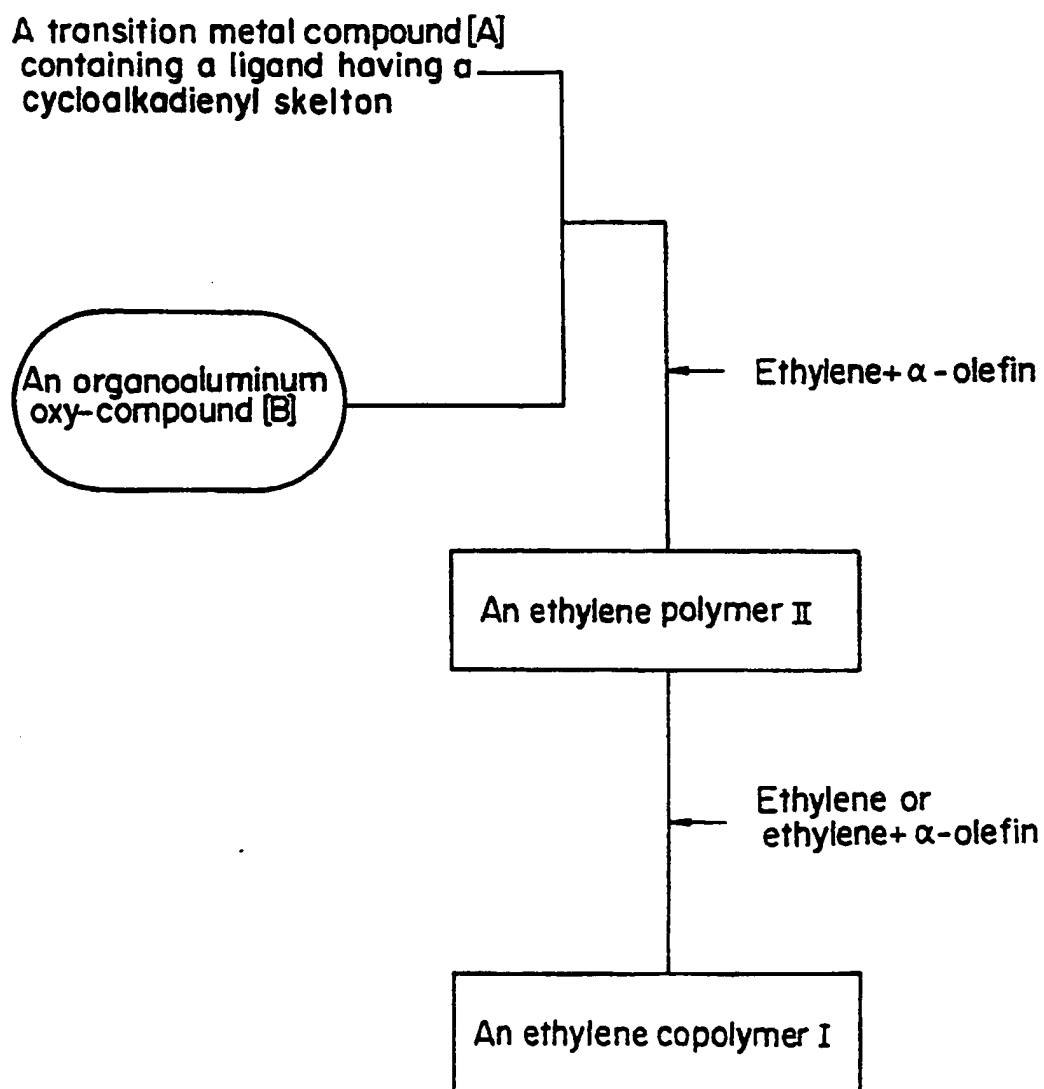 A transition metal compound [A]
containing a ligand having a
cycloalkadienyl skelton
An organoaluminum
oxy-compound [B]
Ethylene+ α-olefin
An ethylene polymer II
Ethylene or
ethylene+ α-olefin
An ethylene copolymer I